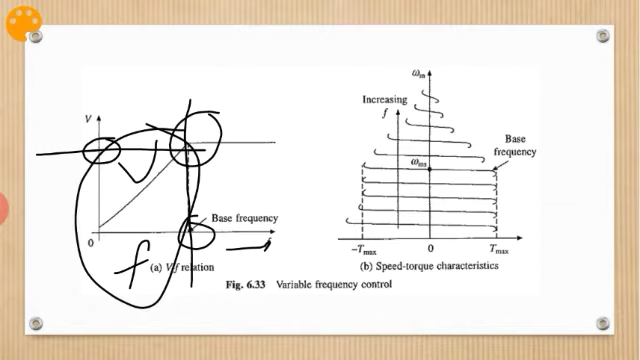 V
Increasing
f
ωm
Base
frequency
ωms
V
Base frequency
0
f
(a) V/f relation
−Tmax
0
Tmax
(b) Speed-torque characteristics
Fig. 6.33 Variable frequency control